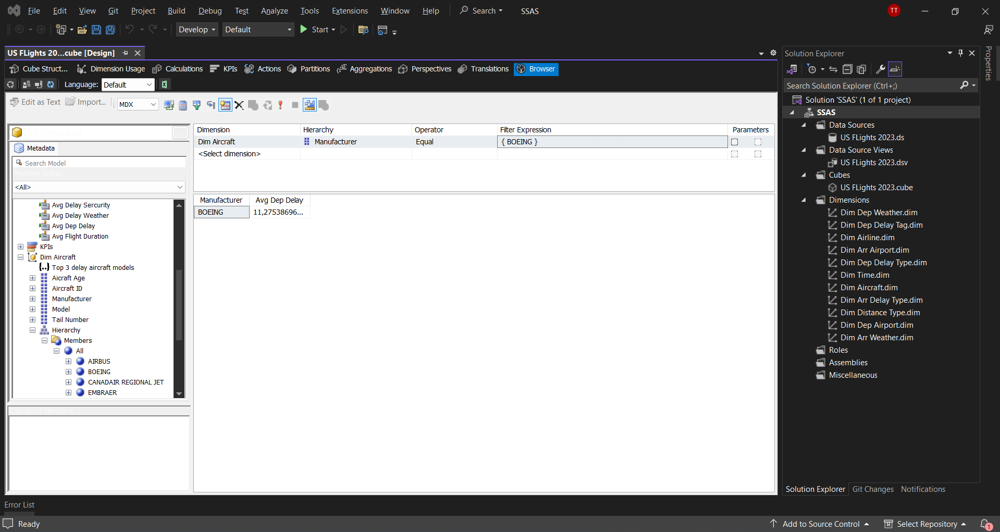 File Edit View Git Project Build Debug Test Analyze Tools Extensions Window Help Search SSAS TT
Develop Default Start
US FLights 20...cube [Design]
Cube Struct... Dimension Usage Calculations KPIs Actions Partitions Aggregations Perspectives Translations Browser
Language: Default
Edit as Text Import... MDX
Metadata
Search Model
Measure Group:
<All>
Avg Delay Sercurity
Avg Delay Weather
Avg Dep Delay
Avg Flight Duration
KPIs
Dim Aircraft
Top 3 delay aircraft models
Aicraft Age
Aircraft ID
Manufacturer
Model
Tail Number
Hierarchy
Members
All
AIRBUS
BOEING
CANADAIR REGIONAL JET
EMBRAER
Calculated Members
Dimension Hierarchy Operator Filter Expression Parameters
Dim Aircraft Manufacturer Equal { BOEING }
<Select dimension>
Manufacturer Avg Dep Delay
BOEING 11,27538696...
Solution Explorer
Search Solution Explorer (Ctrl+;)
Solution 'SSAS' (1 of 1 project)
SSAS
Data Sources
US FLights 2023.ds
Data Source Views
US FLights 2023.dsv
Cubes
US FLights 2023.cube
Dimensions
Dim Dep Weather.dim
Dim Dep Delay Tag.dim
Dim Airline.dim
Dim Arr Airport.dim
Dim Dep Delay Type.dim
Dim Time.dim
Dim Aircraft.dim
Dim Arr Delay Type.dim
Dim Distance Type.dim
Dim Dep Airport.dim
Dim Arr Weather.dim
Roles
Assemblies
Miscellaneous
Solution Explorer Git Changes Notifications
Properties
Error List
Ready Add to Source Control Select Repository 1